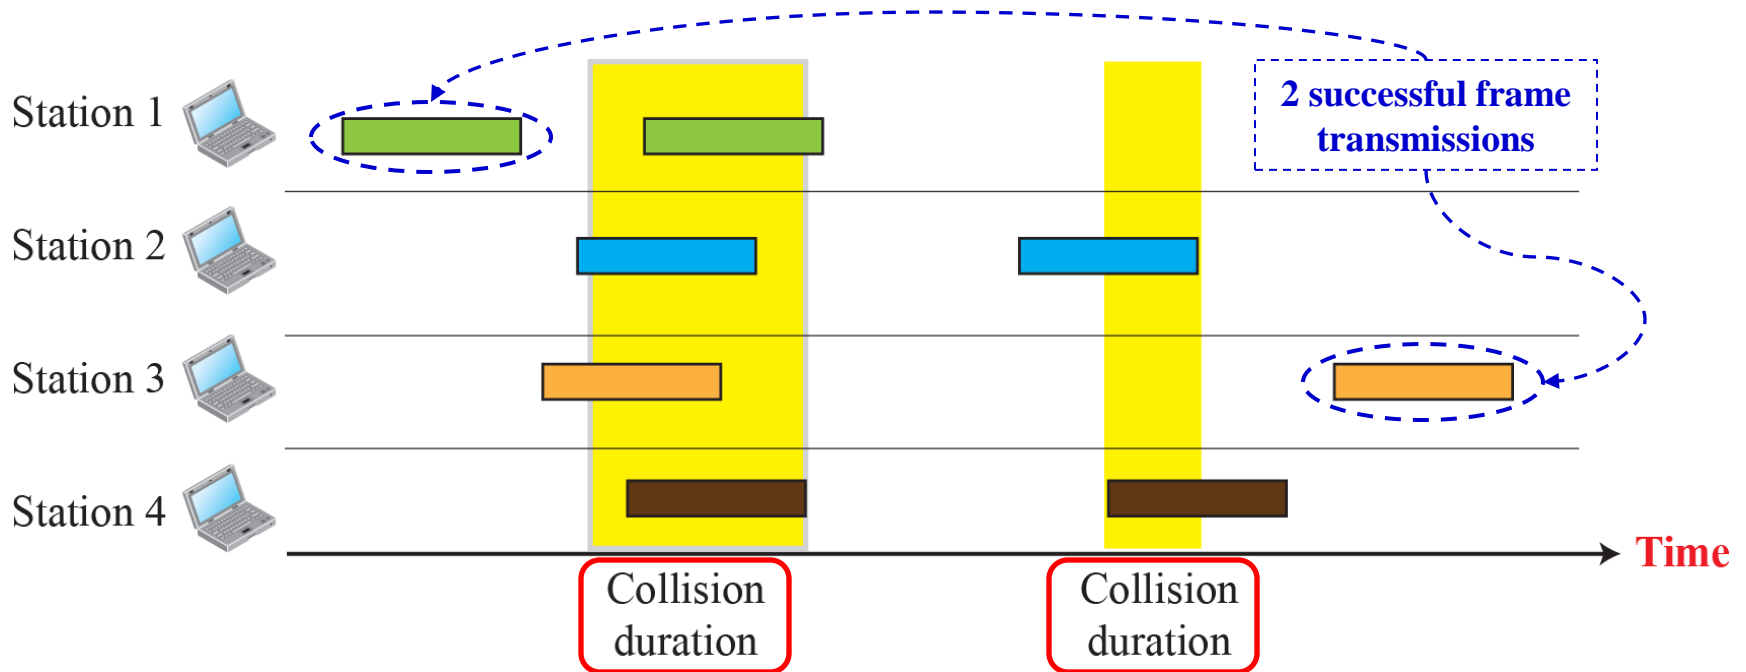 Station 1
2 successful frame
transmissions
Station 2
Station 3
Station 4
Time
Collision
duration
Collision
duration